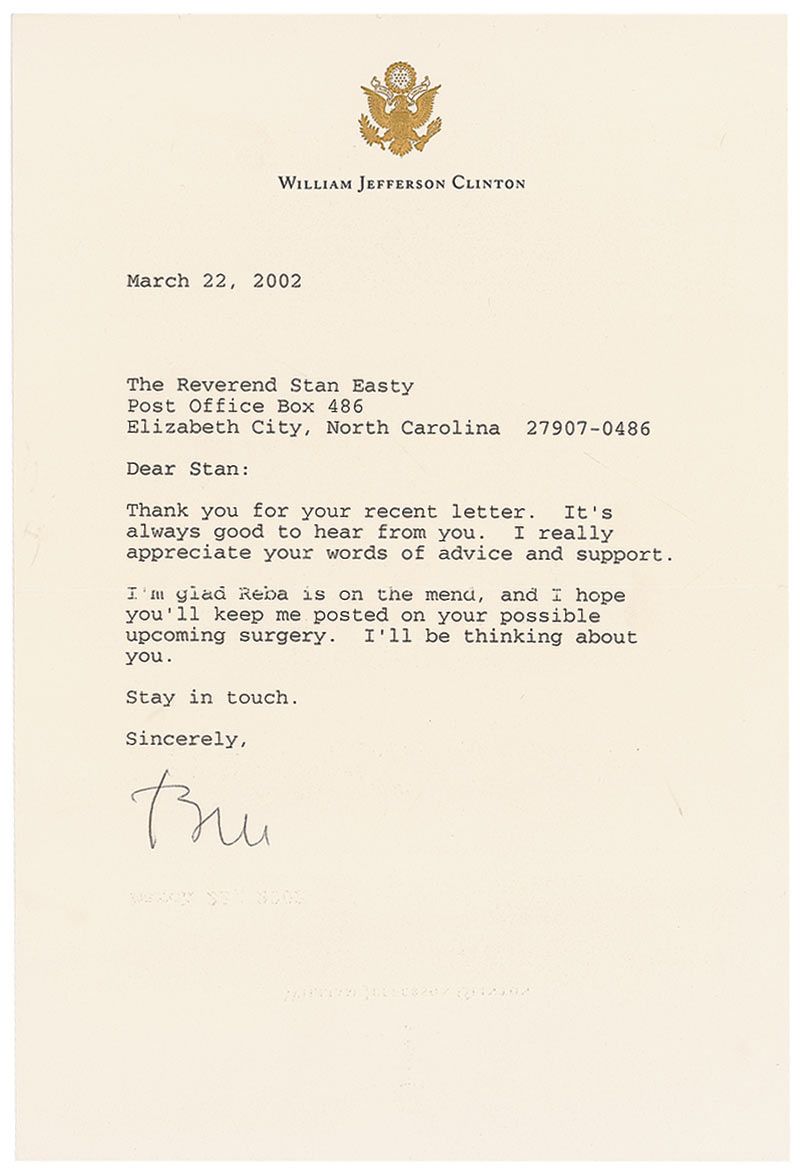 WILLIAM JEFFERSON CLINTON
March 22, 2002
The Reverend Stan Easty
Post Office Box 486
Elizabeth City, North Carolina  27907-0486
Dear Stan:
Thank you for your recent letter.  It's
always good to hear from you.  I really
appreciate your words of advice and support.
I'm glad Reba is on the mend, and I hope
you'll keep me posted on your possible
upcoming surgery.  I'll be thinking about
you.
Stay in touch.
Sincerely,
Bill